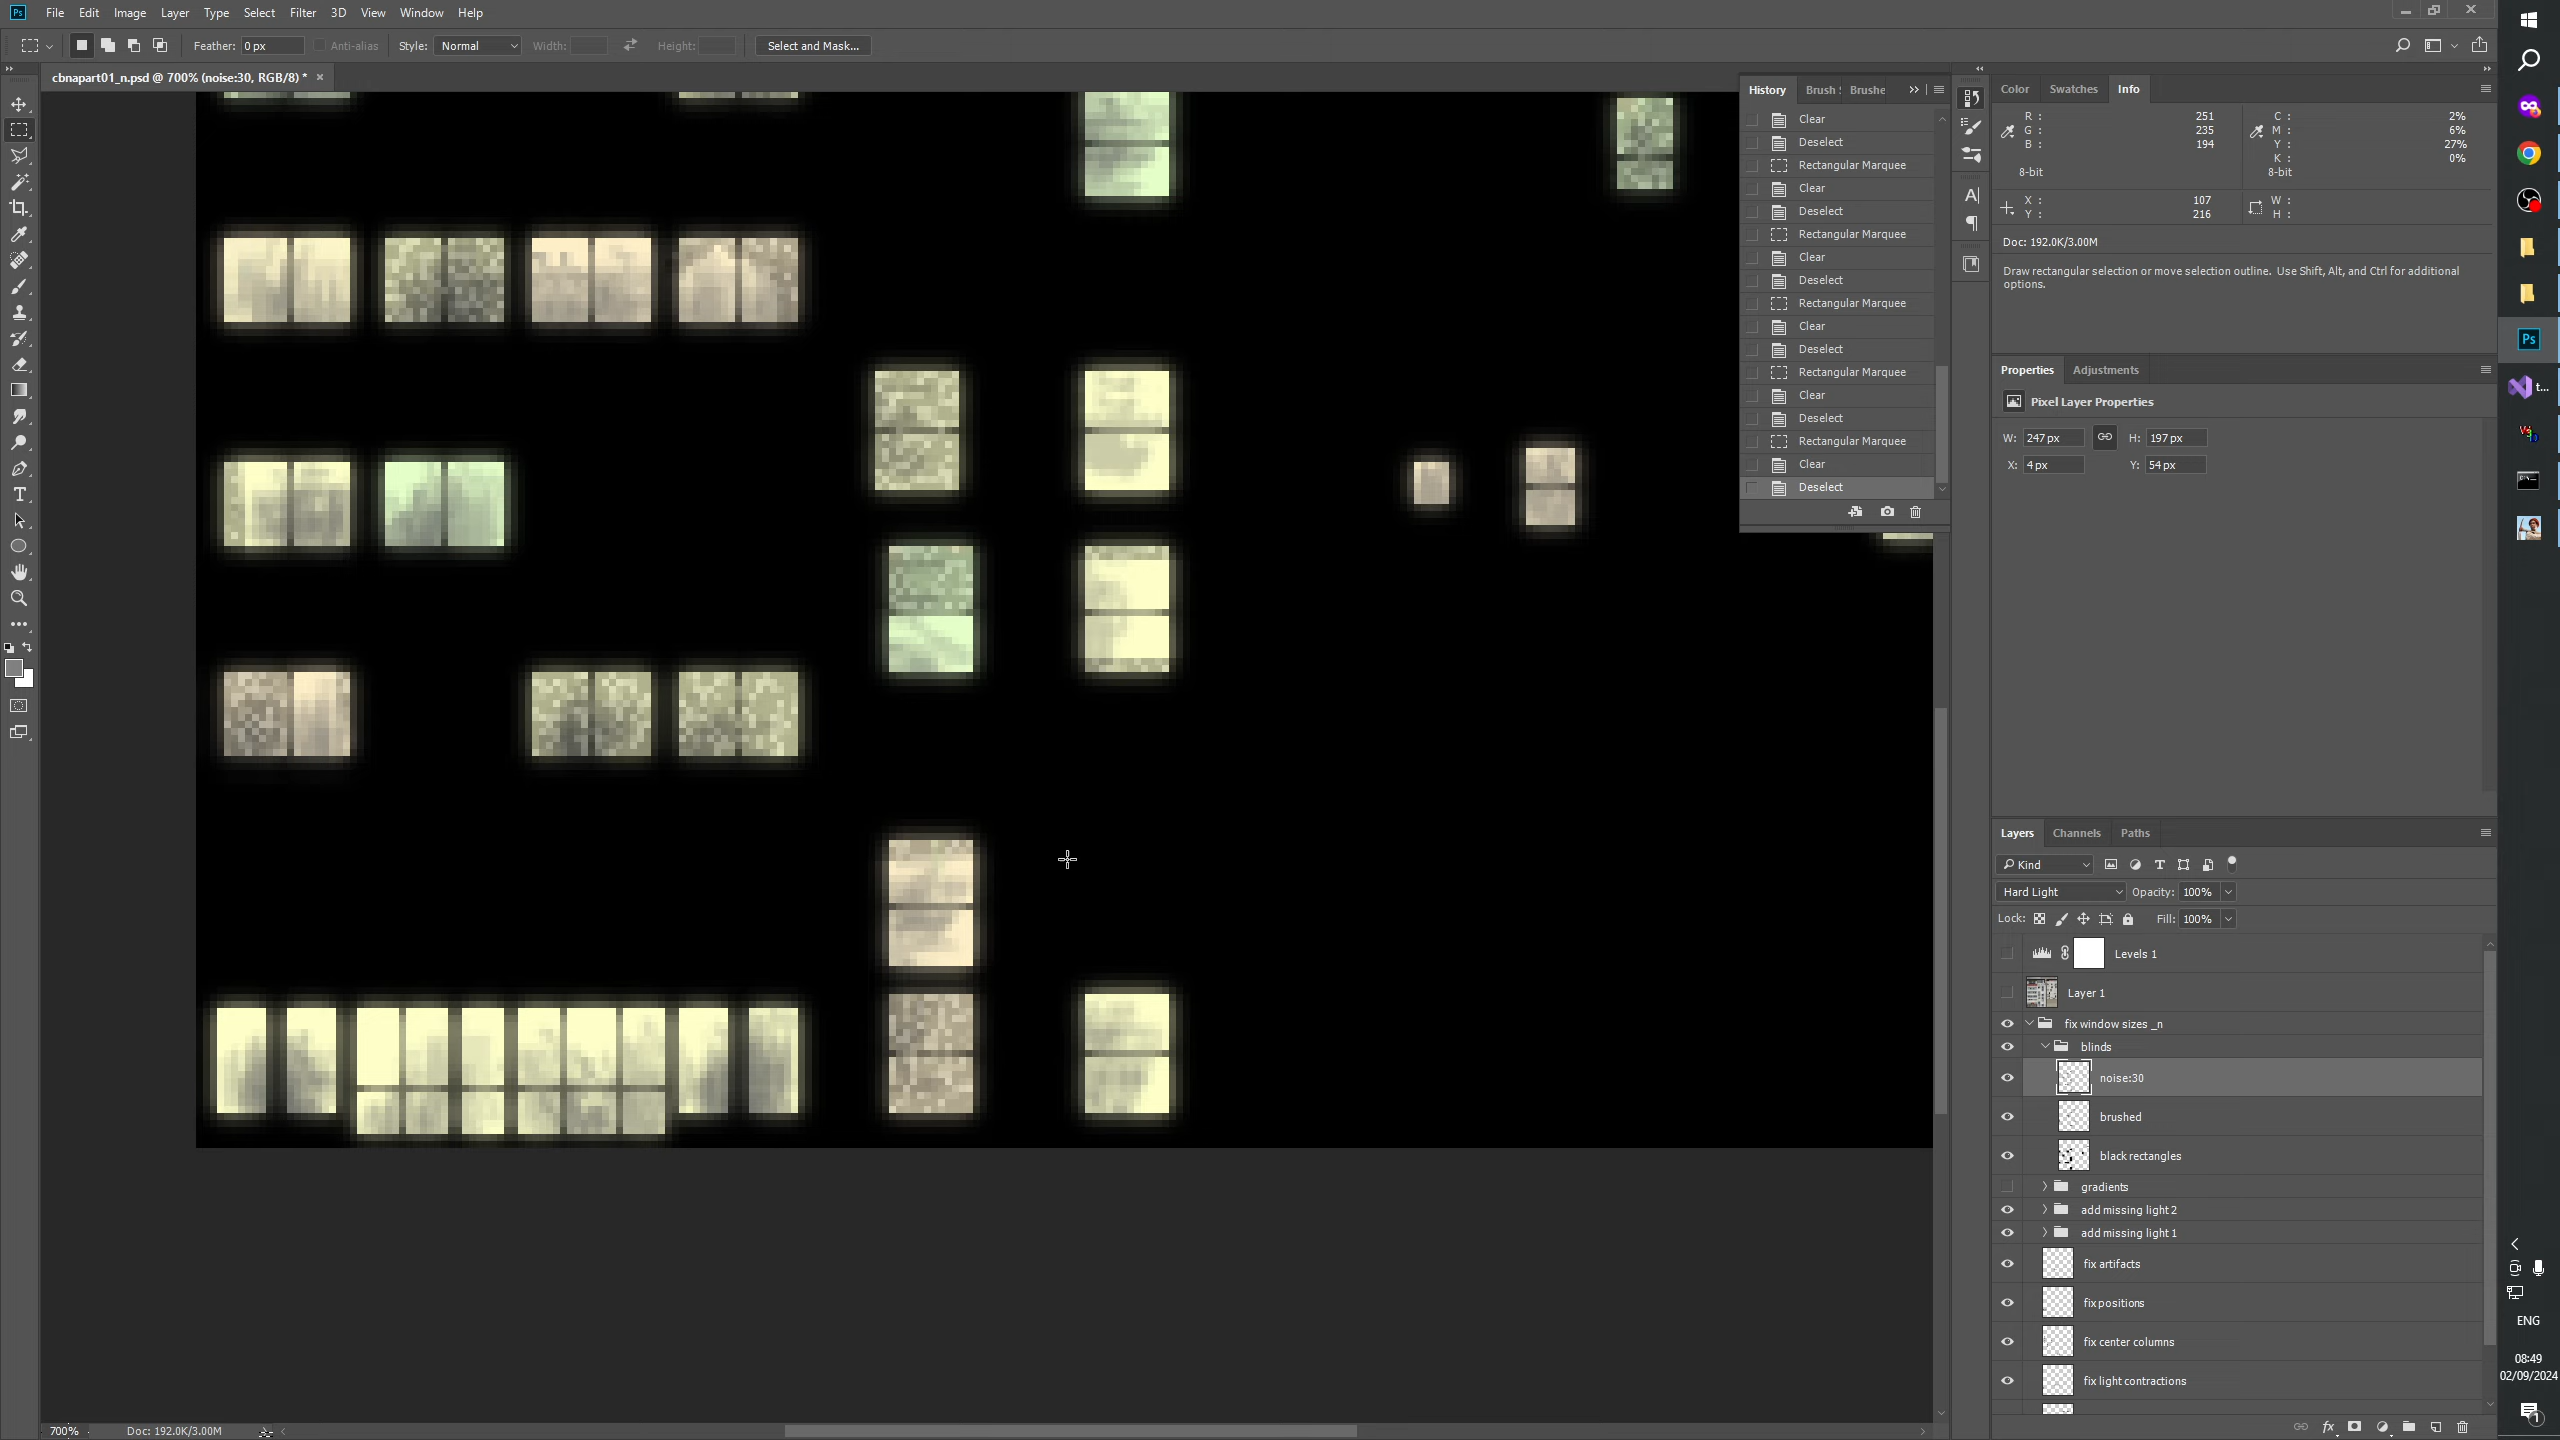 Ps File Edit Image Layer Type Select Filter 3D View Window Help
Feather: 0 px Anti-alias Style: Normal Width: Height: Select and Mask...
cbnapart01_n.psd @ 700% (noise:30, RGB/8) *
History Brush Brushe
Clear
Deselect
Rectangular Marquee
Clear
Deselect
Rectangular Marquee
Clear
Deselect
Rectangular Marquee
Clear
Deselect
Rectangular Marquee
Clear
Deselect
Rectangular Marquee
Clear
Deselect
Color Swatches Info
R : 251 C : 2%
G : 235 M : 6%
B : 194 Y : 27%
K : 0%
8-bit 8-bit
X : 107 W :
Y : 216 H :
Doc: 192.0K/3.00M
Draw rectangular selection or move selection outline. Use Shift, Alt, and Ctrl for additional
options.
Properties Adjustments
Pixel Layer Properties
W: 247 px H: 197 px
X: 4 px Y: 54 px
Layers Channels Paths
Kind
Hard Light Opacity: 100%
Lock: Fill: 100%
Levels 1
Layer 1
fix window sizes _n
blinds
noise:30
brushed
black rectangles
gradients
add missing light 2
add missing light 1
fix artifacts
fix positions
fix center columns
fix light contractions
fx
700% Doc: 192.0K/3.00M
Ps
t...
ENG
08:49
02/09/2024
1